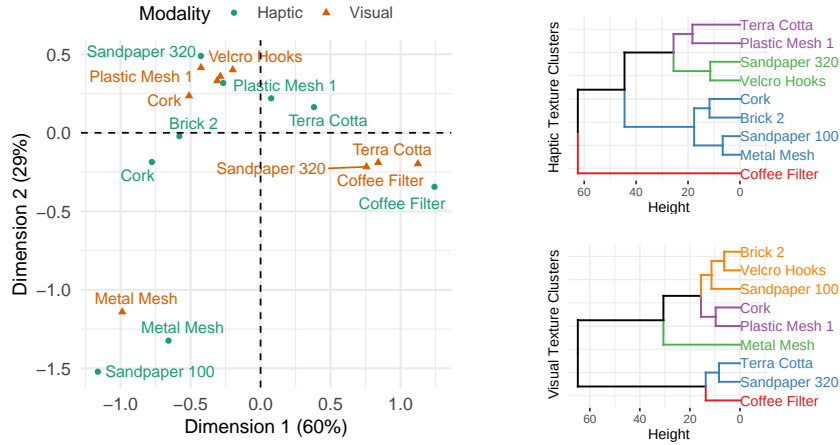 Modality Haptic Visual
Sandpaper 320
Velcro Hooks
Plastic Mesh 1
Plastic Mesh 1
Cork
Brick 2
Terra Cotta
Cork
Terra Cotta
Sandpaper 320
Coffee Filter
Coffee Filter
Metal Mesh
Metal Mesh
Sandpaper 100
0.5
0.0
−0.5
−1.0
−1.5
−1.0 −0.5 0.0 0.5 1.0
Dimension 1 (60%)
Dimension 2 (29%)
Haptic Texture Clusters
Terra Cotta
Plastic Mesh 1
Sandpaper 320
Velcro Hooks
Cork
Brick 2
Sandpaper 100
Metal Mesh
Coffee Filter
60 40 20 0
Height
Visual Texture Clusters
Brick 2
Velcro Hooks
Sandpaper 100
Cork
Plastic Mesh 1
Metal Mesh
Terra Cotta
Sandpaper 320
Coffee Filter
60 40 20 0
Height